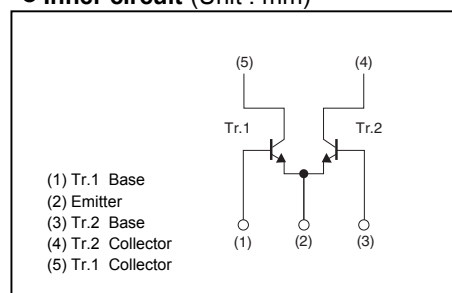 Inner circuit (Unit : mm)
(5) (4)
Tr.1 Tr.2
(1) Tr.1 Base
(2) Emitter
(3) Tr.2 Base
(4) Tr.2 Collector
(5) Tr.1 Collector
(1) (2) (3)